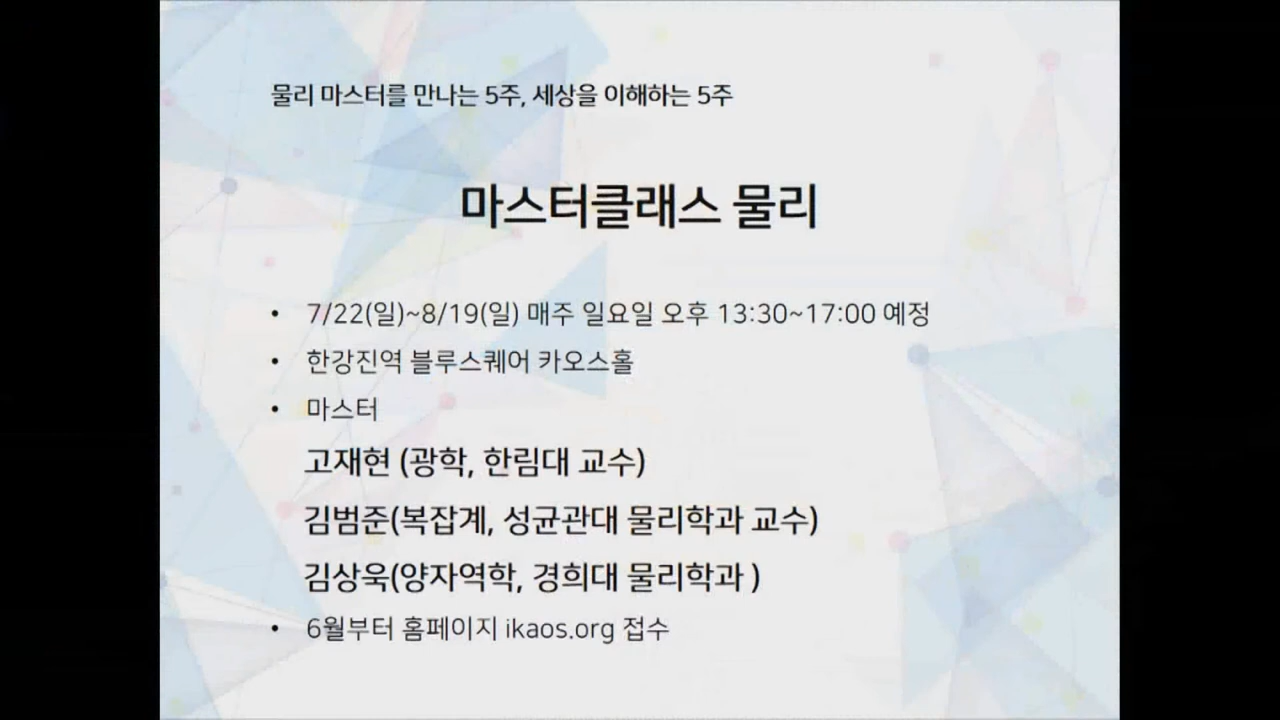 물리 마스터를 만나는 5주, 세상을 이해하는 5주
마스터클래스 물리
• 7/22(일)~8/19(일) 매주 일요일 오후 13:30~17:00 예정
• 한강진역 블루스퀘어 카오스홀
• 마스터
고재현 (광학, 한림대 교수)
김범준(복잡계, 성균관대 물리학과 교수)
김상욱(양자역학, 경희대 물리학과 )
• 6월부터 홈페이지 ikaos.org 접수